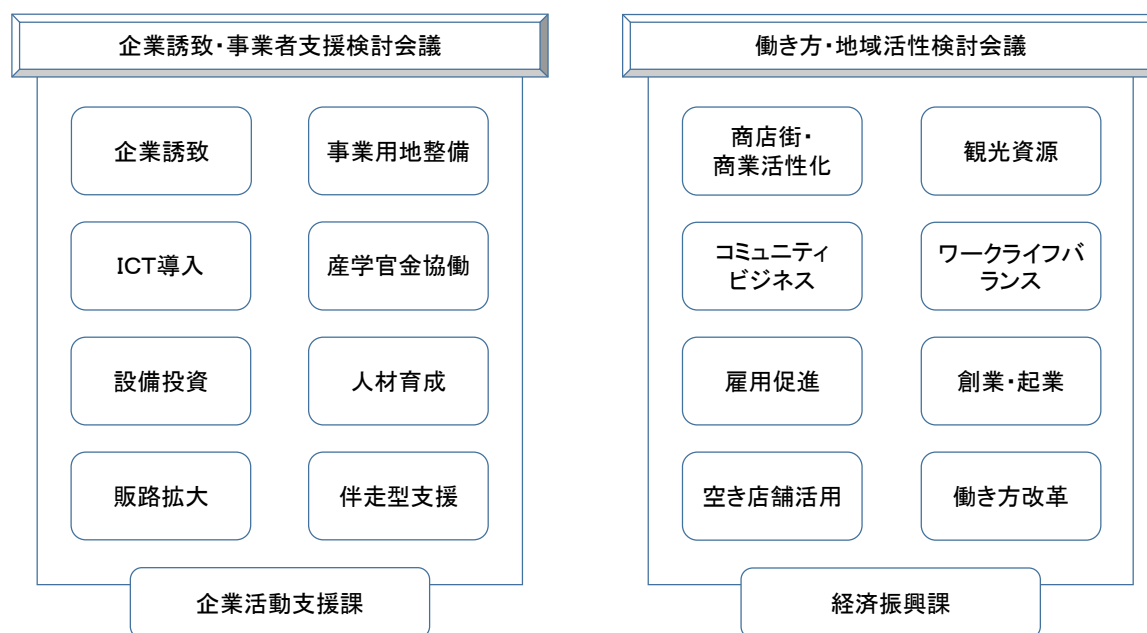 企業誘致・事業者支援検討会議
企業誘致
事業用地整備
ICT導入
産学官金協働
設備投資
人材育成
販路拡大
伴走型支援
企業活動支援課
働き方・地域活性検討会議
商店街・
商業活性化
観光資源
コミュニティ
ビジネス
ワークライフバ
ランス
雇用促進
創業・起業
空き店舗活用
働き方改革
経済振興課